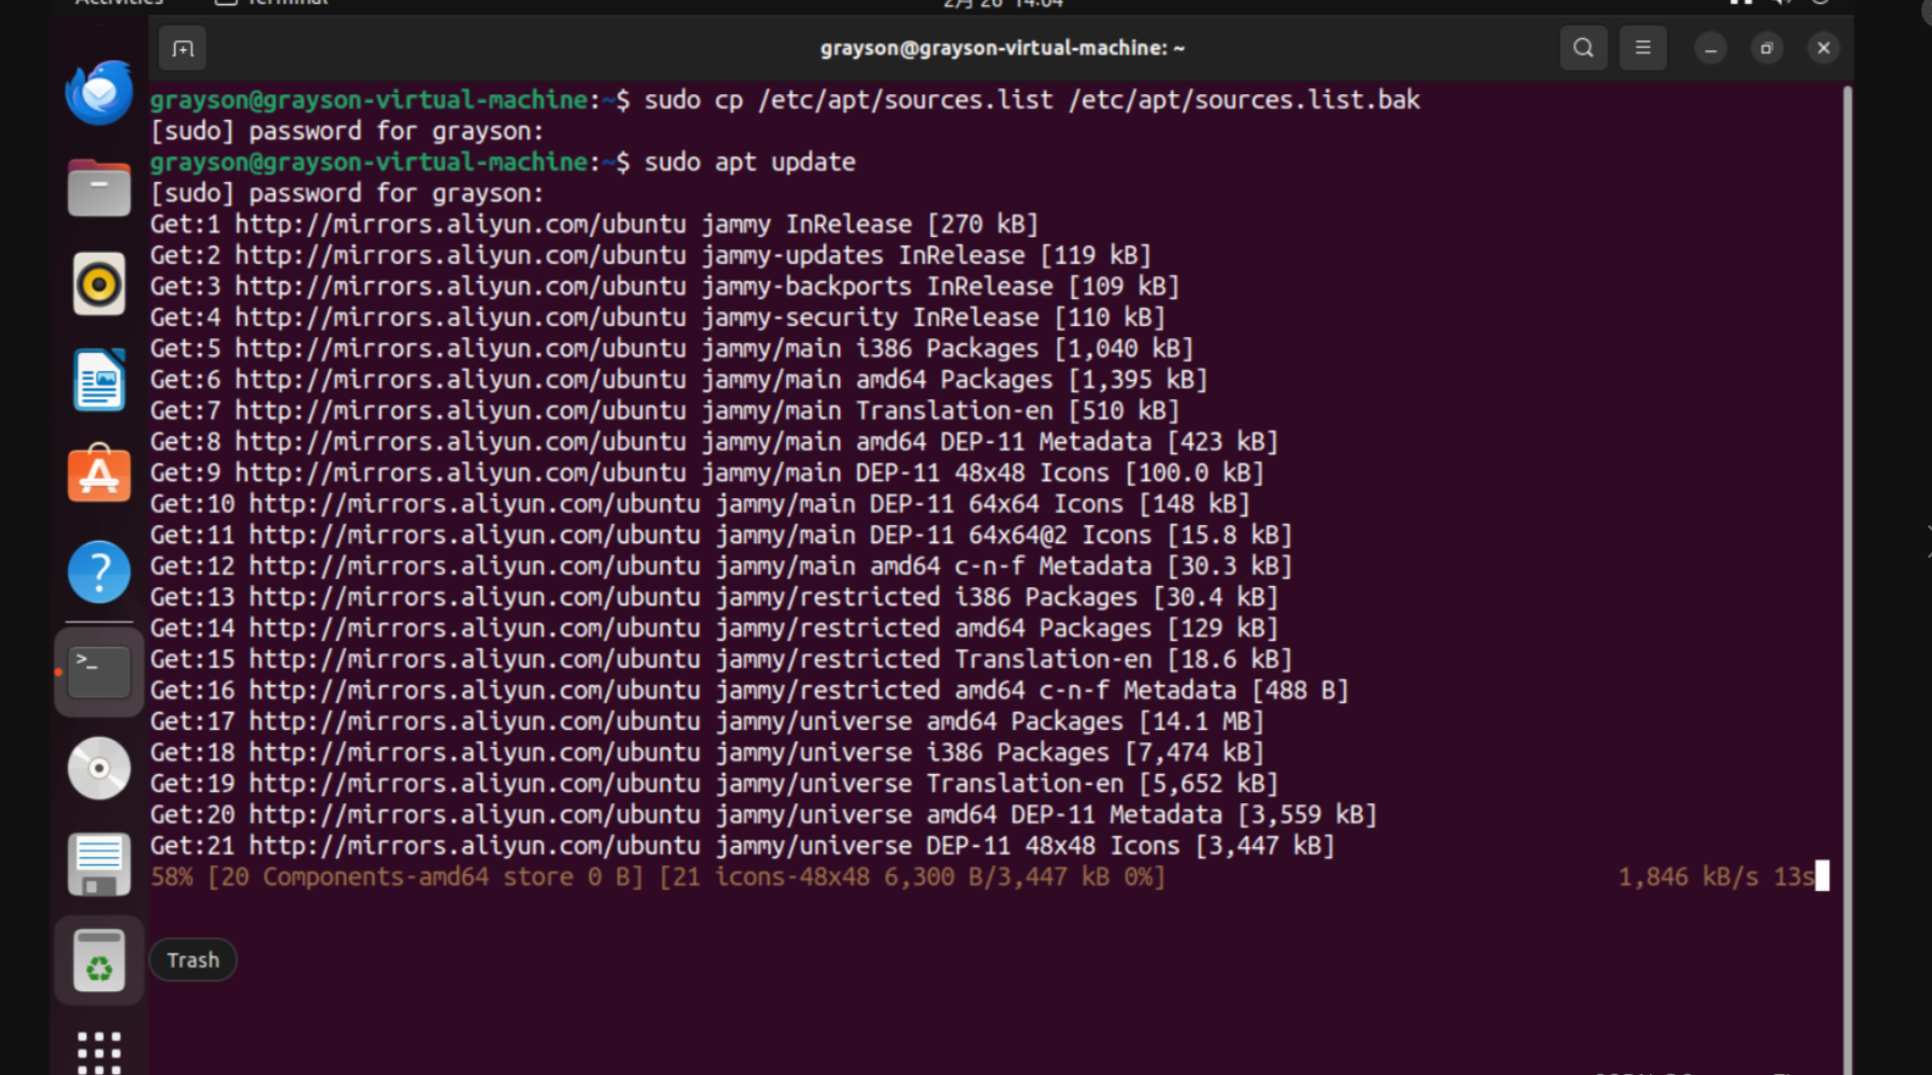 Activities Terminal
2月 26 14:04
grayson@grayson-virtual-machine: ~
grayson@grayson-virtual-machine:~$ sudo cp /etc/apt/sources.list /etc/apt/sources.list.bak
[sudo] password for grayson:
grayson@grayson-virtual-machine:~$ sudo apt update
[sudo] password for grayson:
Get:1 http://mirrors.aliyun.com/ubuntu jammy InRelease [270 kB]
Get:2 http://mirrors.aliyun.com/ubuntu jammy-updates InRelease [119 kB]
Get:3 http://mirrors.aliyun.com/ubuntu jammy-backports InRelease [109 kB]
Get:4 http://mirrors.aliyun.com/ubuntu jammy-security InRelease [110 kB]
Get:5 http://mirrors.aliyun.com/ubuntu jammy/main i386 Packages [1,040 kB]
Get:6 http://mirrors.aliyun.com/ubuntu jammy/main amd64 Packages [1,395 kB]
Get:7 http://mirrors.aliyun.com/ubuntu jammy/main Translation-en [510 kB]
Get:8 http://mirrors.aliyun.com/ubuntu jammy/main amd64 DEP-11 Metadata [423 kB]
Get:9 http://mirrors.aliyun.com/ubuntu jammy/main DEP-11 48x48 Icons [100.0 kB]
Get:10 http://mirrors.aliyun.com/ubuntu jammy/main DEP-11 64x64 Icons [148 kB]
Get:11 http://mirrors.aliyun.com/ubuntu jammy/main DEP-11 64x64@2 Icons [15.8 kB]
Get:12 http://mirrors.aliyun.com/ubuntu jammy/main amd64 c-n-f Metadata [30.3 kB]
Get:13 http://mirrors.aliyun.com/ubuntu jammy/restricted i386 Packages [30.4 kB]
Get:14 http://mirrors.aliyun.com/ubuntu jammy/restricted amd64 Packages [129 kB]
Get:15 http://mirrors.aliyun.com/ubuntu jammy/restricted Translation-en [18.6 kB]
Get:16 http://mirrors.aliyun.com/ubuntu jammy/restricted amd64 c-n-f Metadata [488 B]
Get:17 http://mirrors.aliyun.com/ubuntu jammy/universe amd64 Packages [14.1 MB]
Get:18 http://mirrors.aliyun.com/ubuntu jammy/universe i386 Packages [7,474 kB]
Get:19 http://mirrors.aliyun.com/ubuntu jammy/universe Translation-en [5,652 kB]
Get:20 http://mirrors.aliyun.com/ubuntu jammy/universe amd64 DEP-11 Metadata [3,559 kB]
Get:21 http://mirrors.aliyun.com/ubuntu jammy/universe DEP-11 48x48 Icons [3,447 kB]
58% [20 Components-amd64 store 0 B] [21 icons-48x48 6,300 B/3,447 kB 0%] 1,846 kB/s 13s
Trash